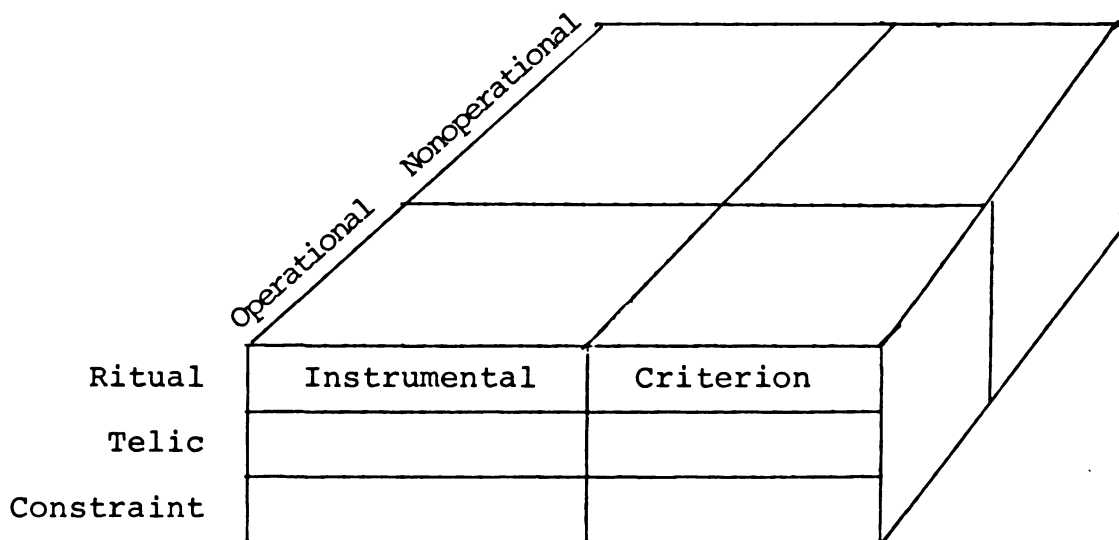 Nonoperational
Operational
Ritual Instrumental Criterion
Telic
Constraint